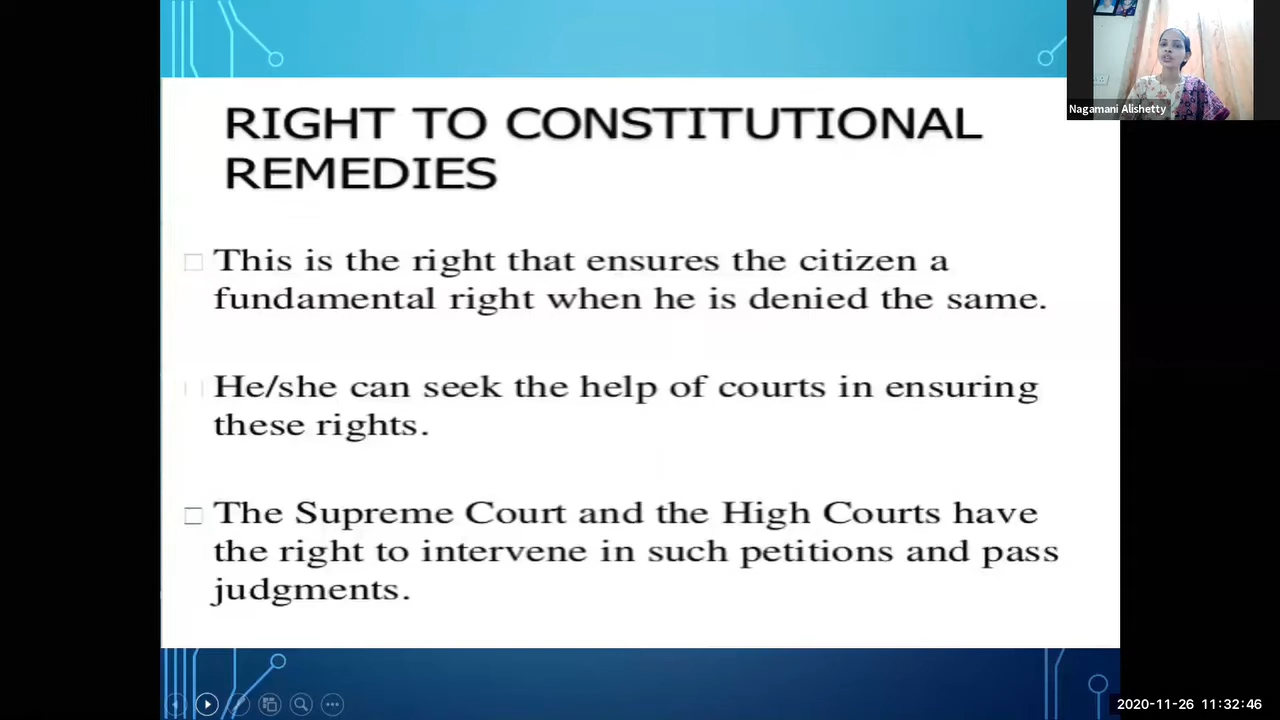 RIGHT TO CONSTITUTIONAL
REMEDIES
Nagamani Alishetty
This is the right that ensures the citizen a
fundamental right when he is denied the same.
He/she can seek the help of courts in ensuring
these rights.
The Supreme Court and the High Courts have
the right to intervene in such petitions and pass
judgments.
2020-11-26 11:32:46